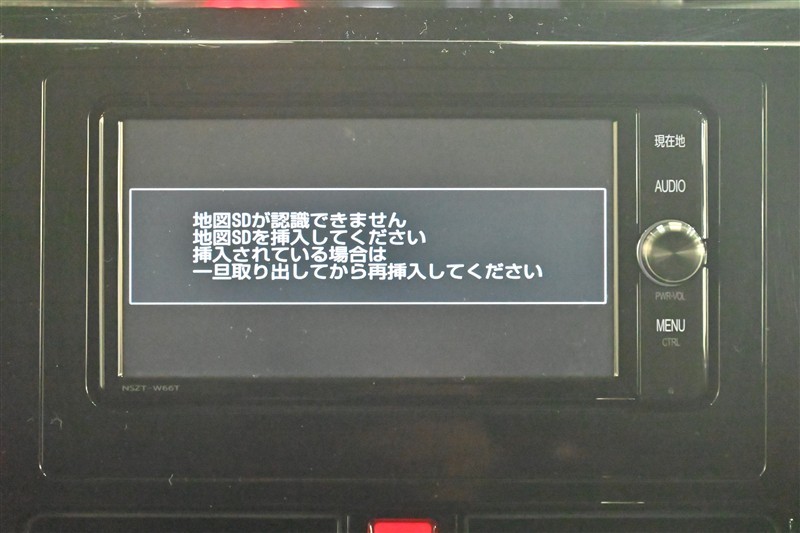 地図SDが認識できません
地図SDを挿入してください
挿入されている場合は
一旦取り出してから再挿入してください
現在地
AUDIO
PWR·VOL
MENU
CTRL
NSZT-W66T